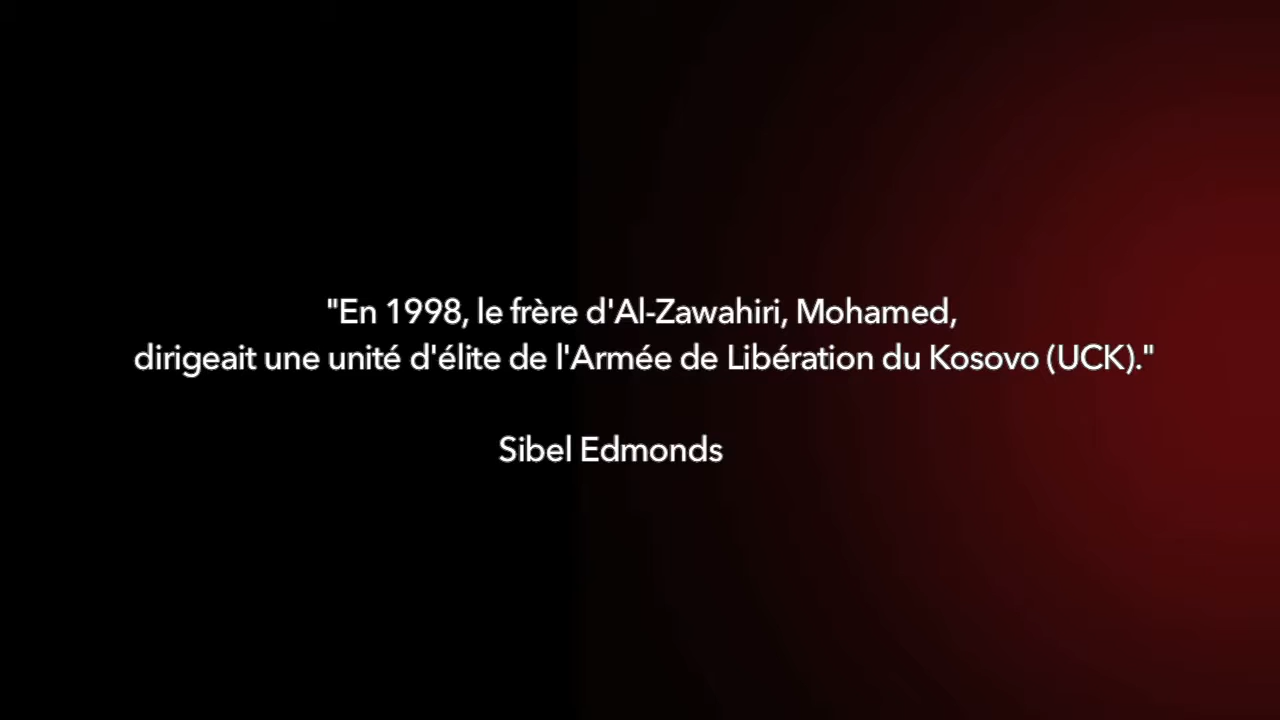 "En 1998, le frère d'Al-Zawahiri, Mohamed,
dirigeait une unité d'élite de l'Armée de Libération du Kosovo (UCK)."
Sibel Edmonds